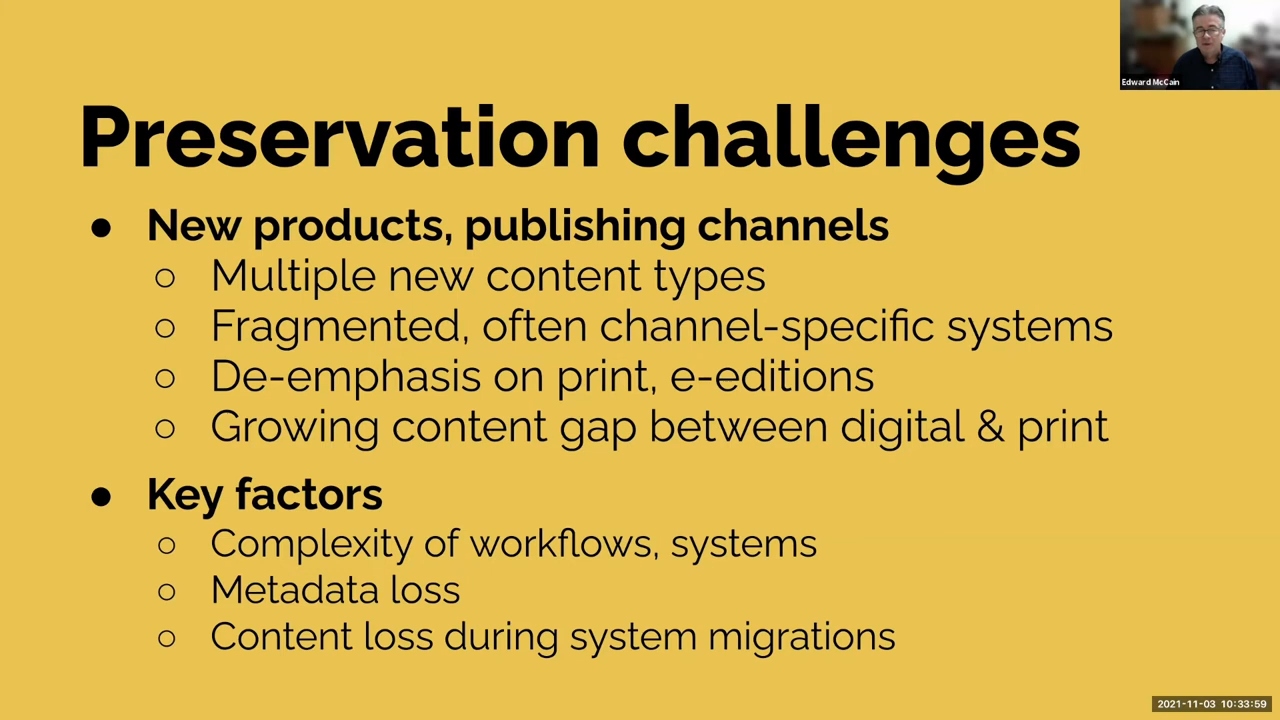 Edward McCain
Preservation challenges
● New products, publishing channels
○ Multiple new content types
○ Fragmented, often channel-specific systems
○ De-emphasis on print, e-editions
○ Growing content gap between digital & print
● Key factors
○ Complexity of workflows, systems
○ Metadata loss
○ Content loss during system migrations
2021-11-03 10:33:59